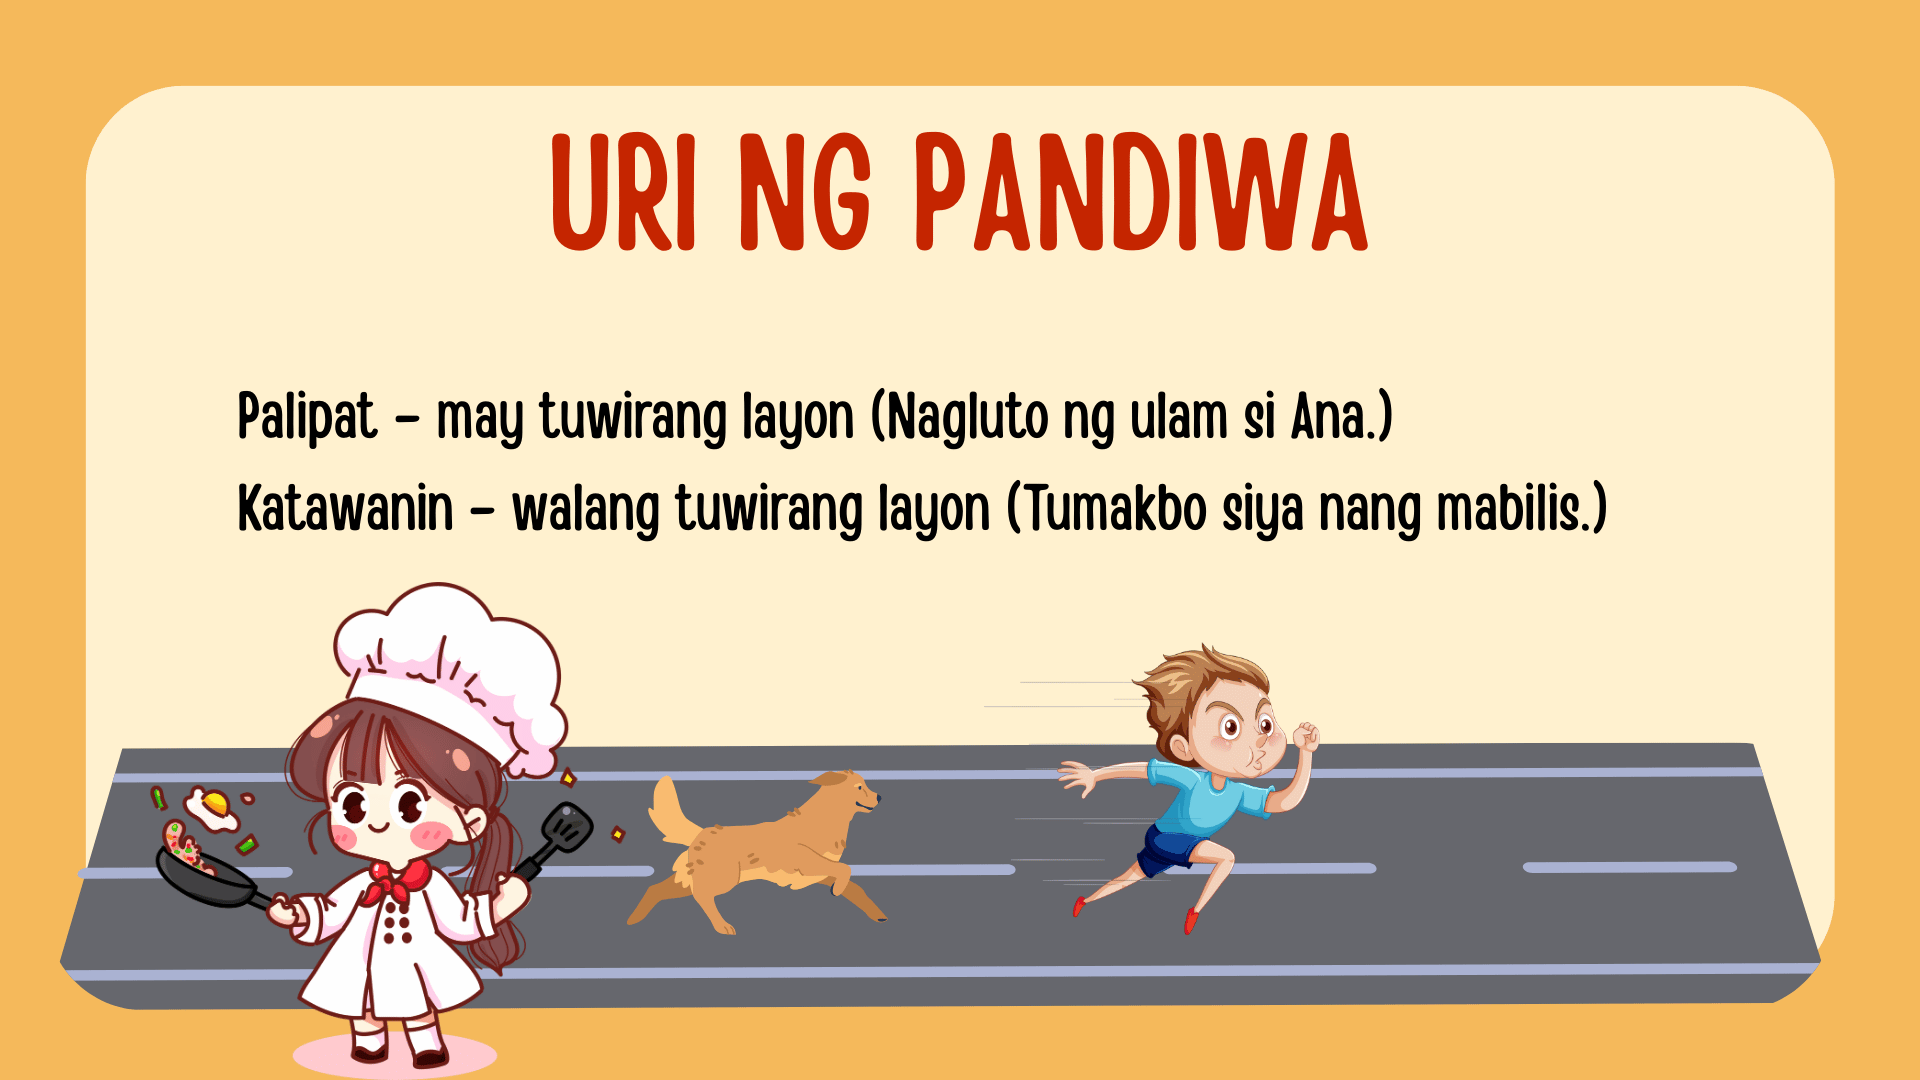 URI NG PANDIWA
Palipat – may tuwirang layon (Nagluto ng ulam si Ana.)
Katawanin – walang tuwirang layon (Tumakbo siya nang mabilis.)